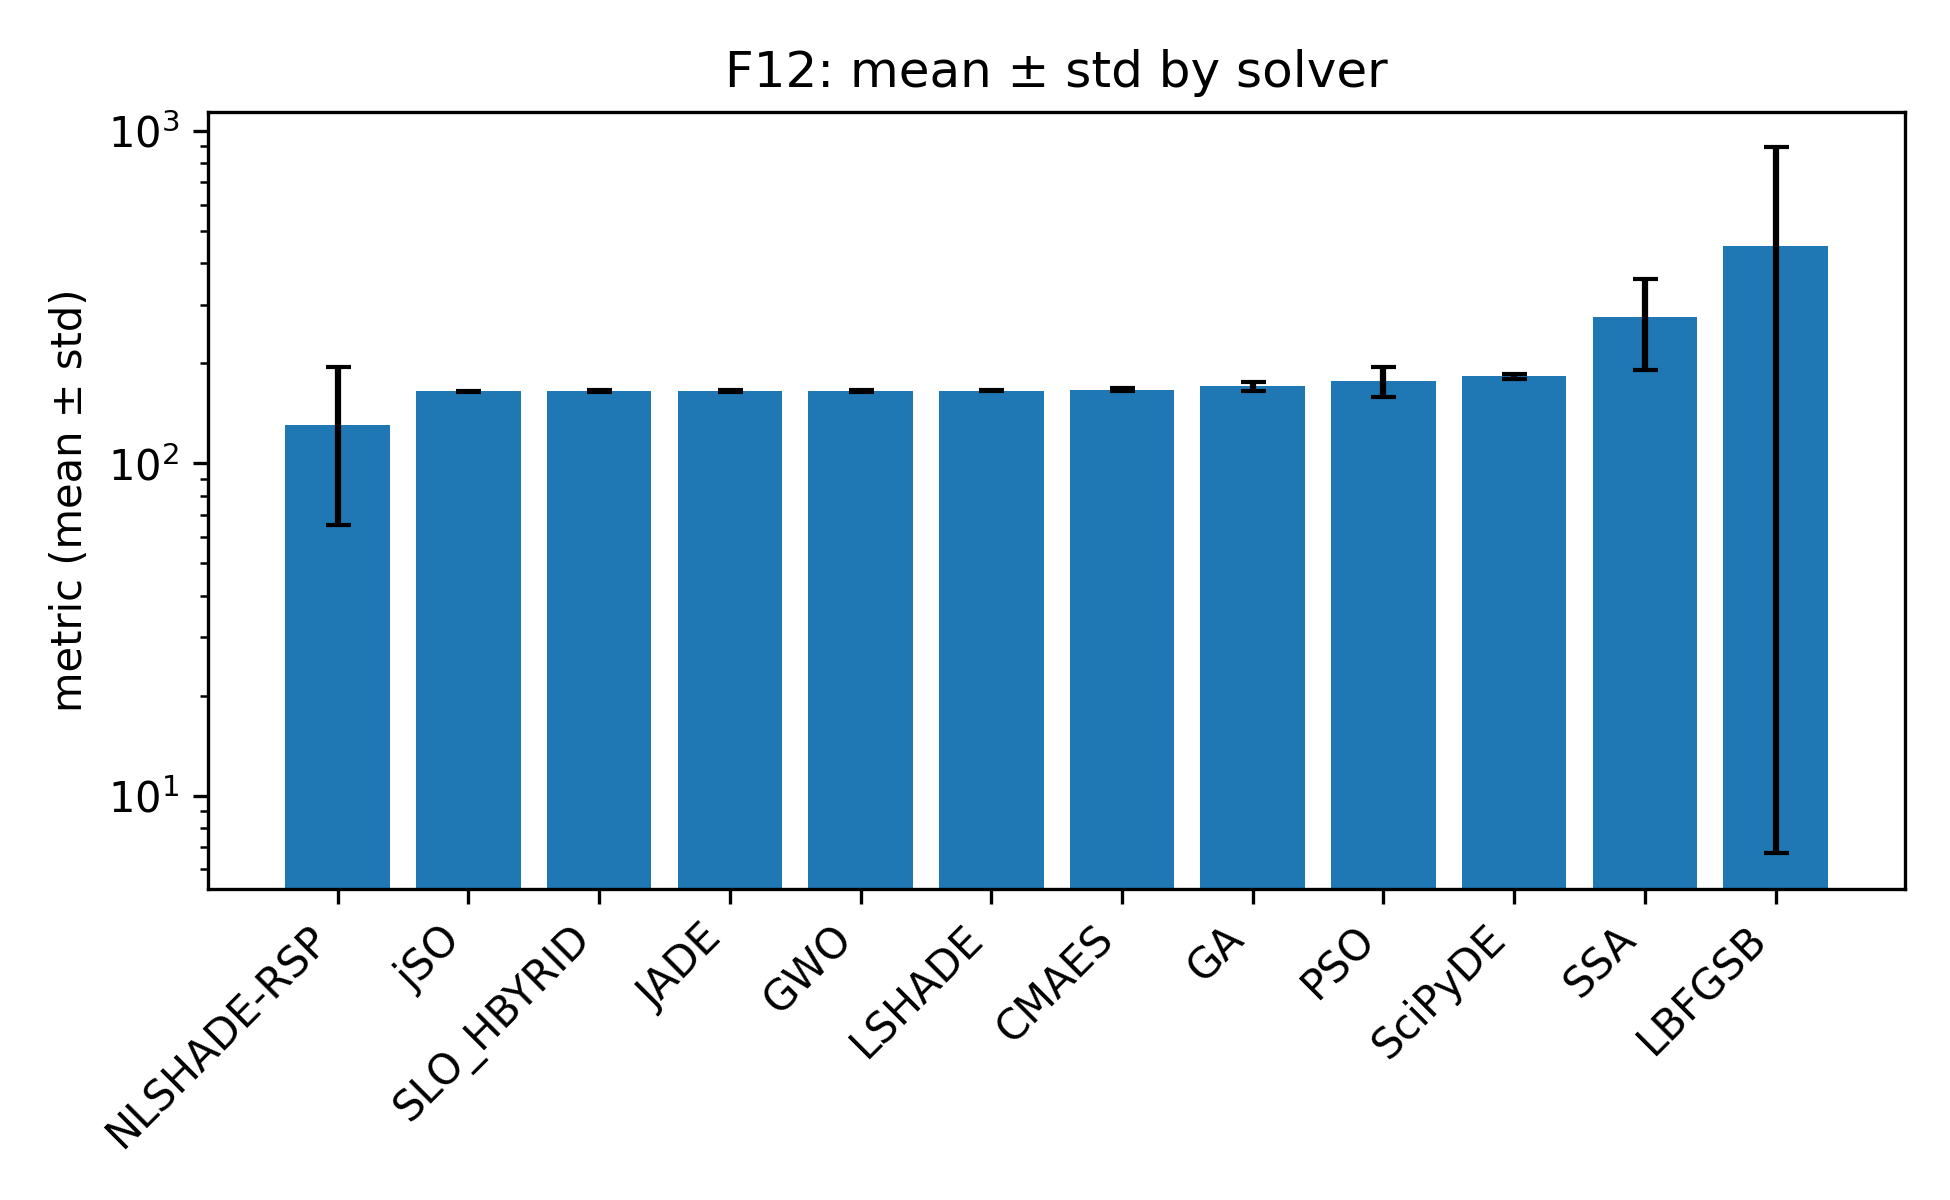 F12: mean ± std by solver
metric (mean ± std)
10³
10²
10¹
NLSHADE-RSP
jSO
SLO_HBYRID
JADE
GWO
LSHADE
CMAES
GA
PSO
SciPyDE
SSA
LBFGSB